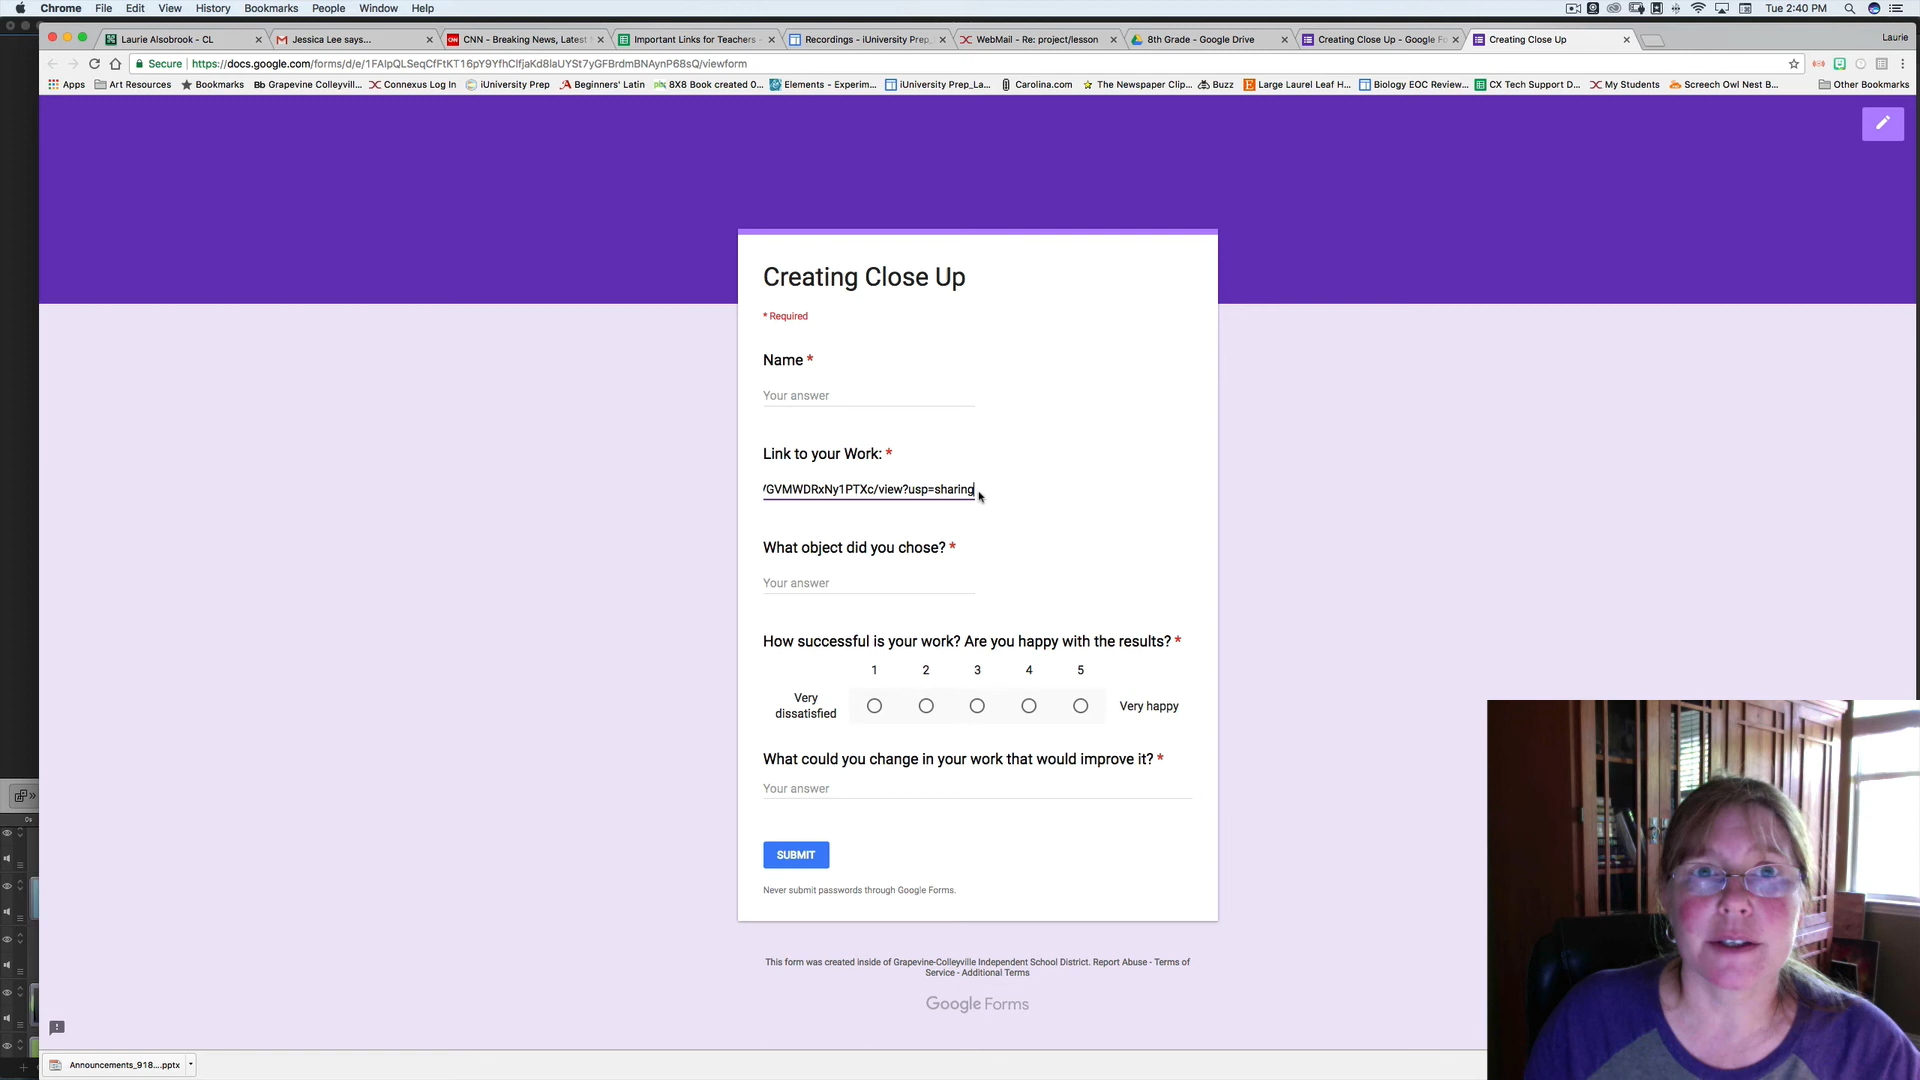 Chrome File Edit View History Bookmarks People Window Help Tue 2:40 PM
Laurie Alsobrook - CL Jessica Lee says... CNN - Breaking News, Latest Important Links for Teachers - Recordings - iUniversity Prep, WebMail - Re: project/lesson 8th Grade - Google Drive Creating Close Up - Google Fo Creating Close Up Laurie
Secure https://docs.google.com/forms/d/e/
Apps Art Resources Bookmarks Bb Grapevine Colleyvill... Connexus Log In iUniversity Prep Beginners' Latin 8X8 Book created 0... Elements - Experim... iUniversity Prep_La... Carolina.com The Newspaper Clip... Buzz Large Laurel Leaf H... Biology EOC Review... CX Tech Support D... My Students Screech Owl Nest B... Other Bookmarks
Creating Close Up
* Required
Name *
Your answer
Link to your Work: *
GVMWDRxNy1PTXc/view?usp=sharing
What object did you chose? *
Your answer
How successful is your work? Are you happy with the results? *
1 2 3 4 5
Very
dissatisfied
Very happy
What could you change in your work that would improve it? *
Your answer
SUBMIT
Never submit passwords through Google Forms.
This form was created inside of Grapevine-Colleyville Independent School District. Report Abuse - Terms of
Service - Additional Terms
Google Forms
Announcements_918....pptx